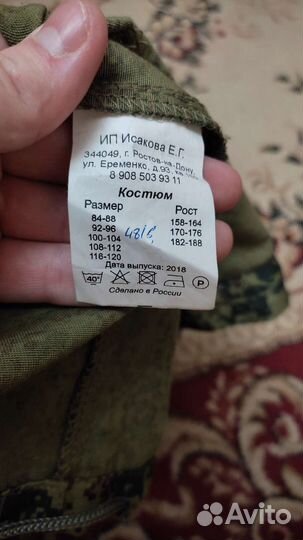 ИП Исакова Е.Г.
344049, г. Ростов-на-Дону,
ул. Еременко, д.93, кв.
8 908 503 93 11
Костюм
Размер Рост
84-88 158-164
92-96 170-176
100-104 182-188
108-112
116-120
Дата выпуска: 2018
40°
P
Сделано в России
Avito